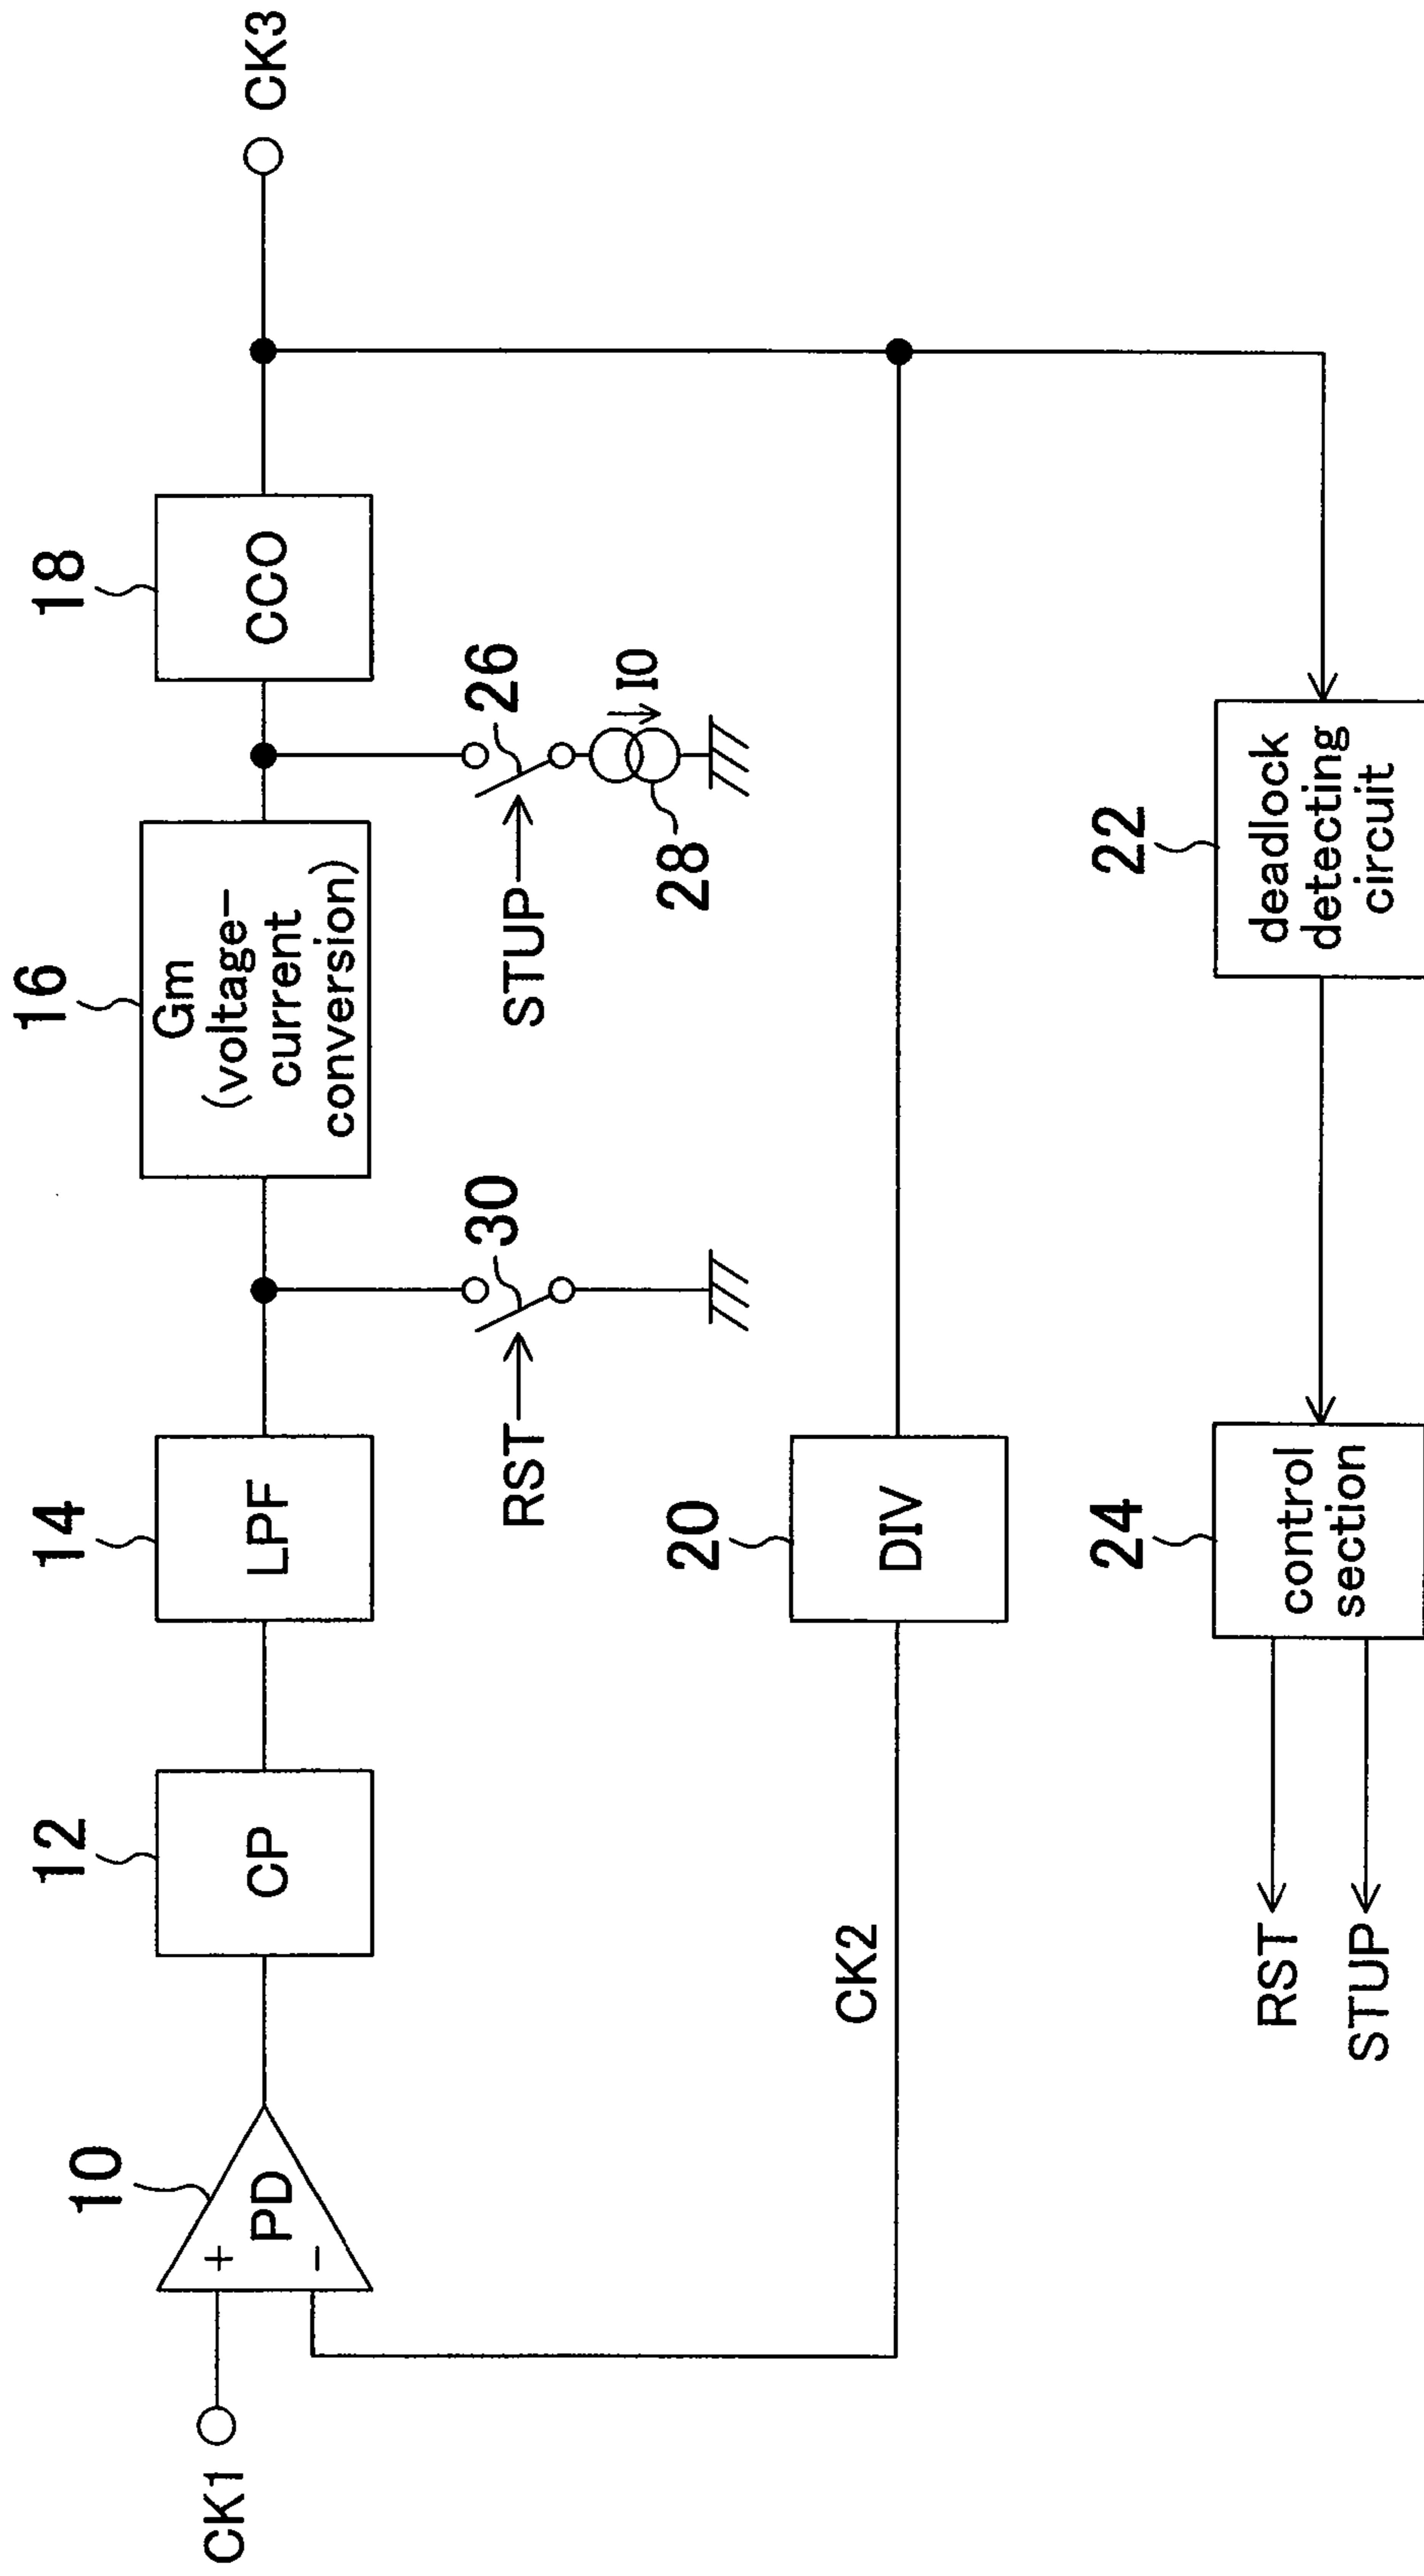 10
12
14
16
18
CK1
+
-
PD
CP
LPF
Gm
(voltage-
current
conversion)
CCO
CK3
RST
30
STUP
26
28
I0
20
DIV
CK2
24
control
section
22
deadlock
detecting
circuit
RST
STUP